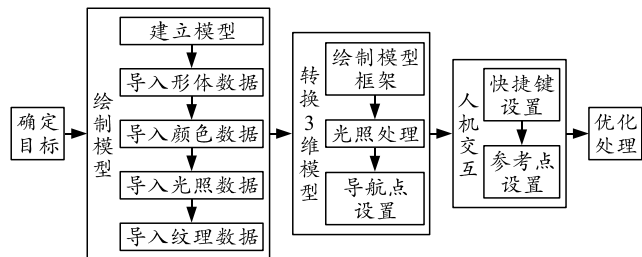 确定
目标
绘制模型
建立模型
导入形体数据
导入颜色数据
导入光照数据
导入纹理数据
转换3维模型
绘制模型
框架
光照处理
导航点
设置
人机交互
快捷键
设置
参考点
设置
优化
处理